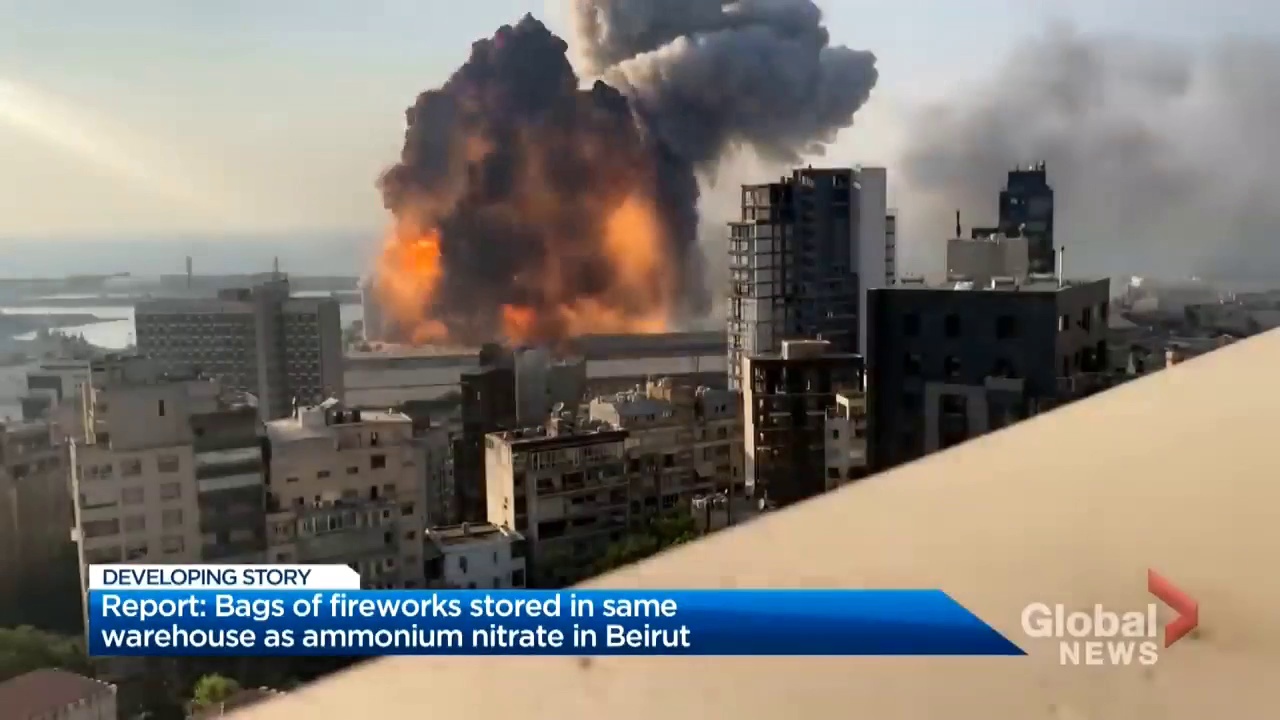 DEVELOPING STORY
Report: Bags of fireworks stored in same
warehouse as ammonium nitrate in Beirut
Global
NEWS